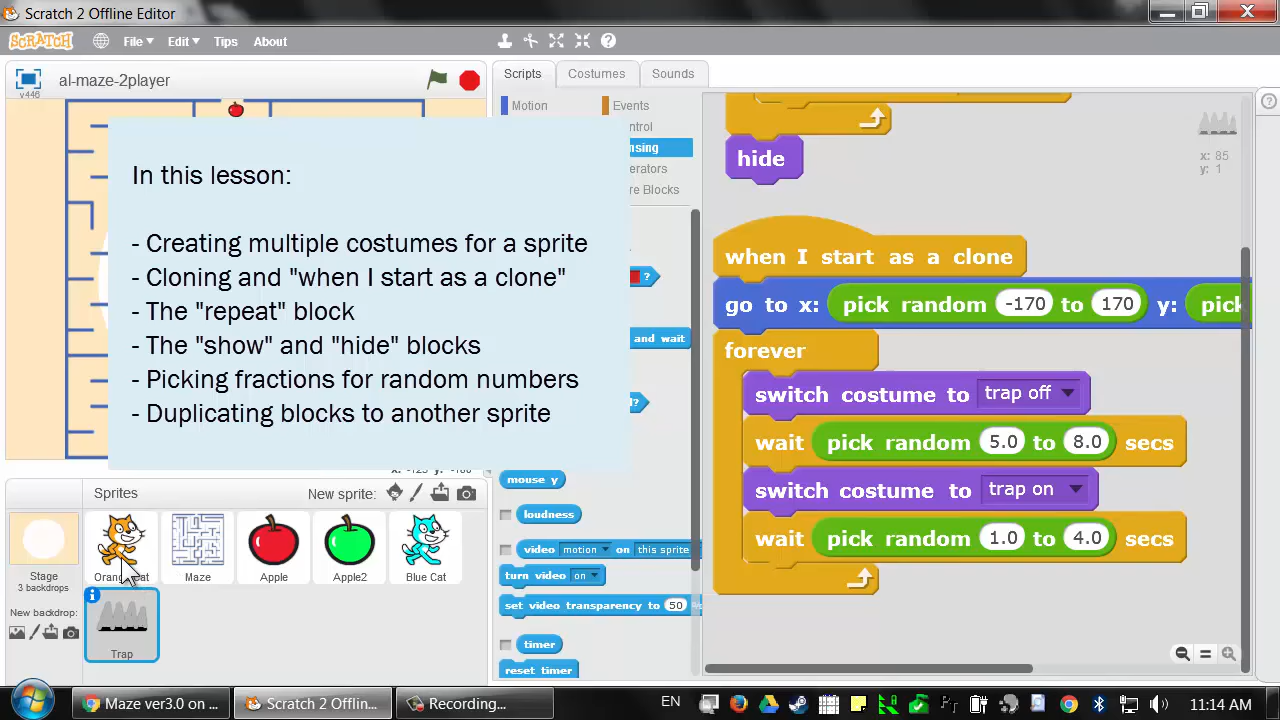 Scratch 2 Offline Editor
SCRATCH
File Edit Tips About
v446
al-maze-2player
Scripts Costumes Sounds
Motion
Events
In this lesson:
- Creating multiple costumes for a sprite
- Cloning and "when I start as a clone"
- The "repeat" block
- The "show" and "hide" blocks
- Picking fractions for random numbers
- Duplicating blocks to another sprite
?
and wait
?
mouse y
loudness
video motion on this sprite
turn video on
set video transparency to 50
timer
reset timer
hide
when I start as a clone
go to x: pick random -170 to 170 y: pick
forever
switch costume to trap off
wait pick random 5.0 to 8.0 secs
switch costume to trap on
wait pick random 1.0 to 4.0 secs
x: 85
y: 1
Sprites
New sprite:
Stage
3 backdrops
New backdrop:
Maze
Apple
Apple2
Blue Cat
Trap
Maze ver3.0 on ...
Scratch 2 Offlin...
Recording...
EN
11:14 AM